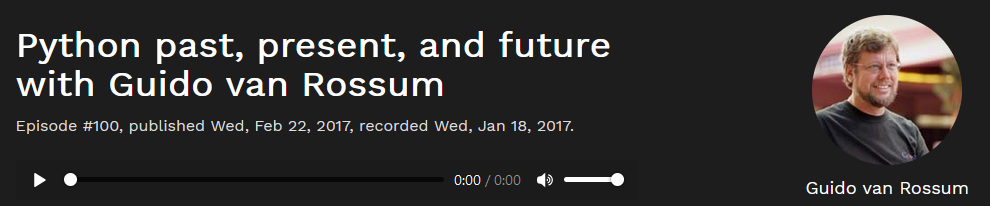 Python past, present, and future
with Guido van Rossum
Episode #100, published Wed, Feb 22, 2017, recorded Wed, Jan 18, 2017.
0:00 / 0:00
Guido van Rossum